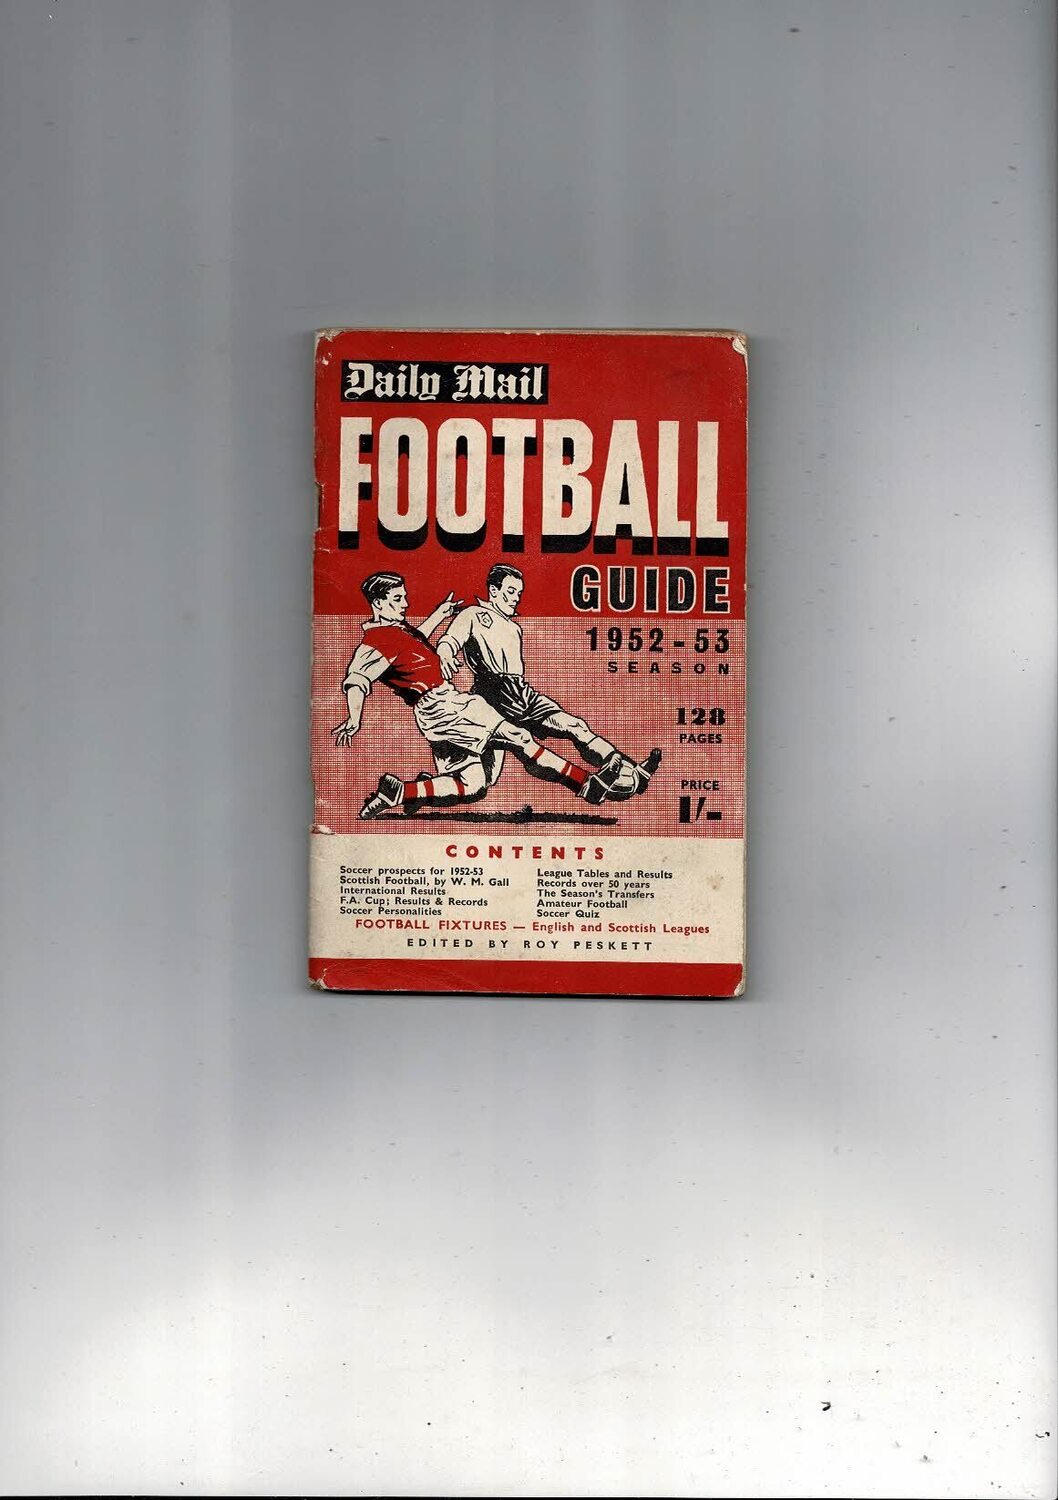 Daily Mail
FOOTBALL
GUIDE
1952-53
SEASON
128
PAGES
PRICE
1/-
CONTENTS
Soccer prospects for 1952-53
Scottish Football, by W. M. Gall
International Results
F.A. Cup; Results & Records
Soccer Personalities
League Tables and Results
Records over 50 years
The Season's Transfers
Amateur Football
Soccer Quiz
FOOTBALL FIXTURES — English and Scottish Leagues
EDITED BY ROY PESKETT